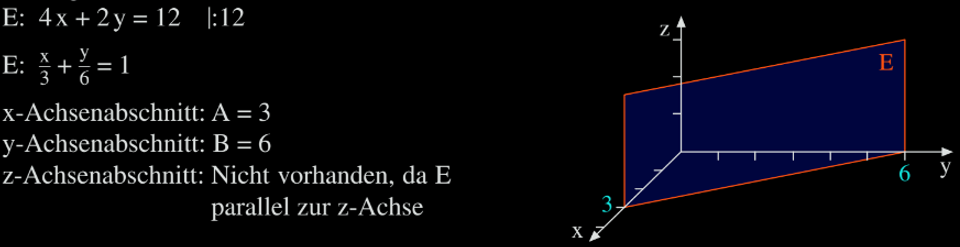 E: 4x + 2y = 12 |:12
E: x/3 + y/6 = 1
x-Achsenabschnitt: A = 3
y-Achsenabschnitt: B = 6
z-Achsenabschnitt: Nicht vorhanden, da E
parallel zur z-Achse
z
E
6
y
3
x